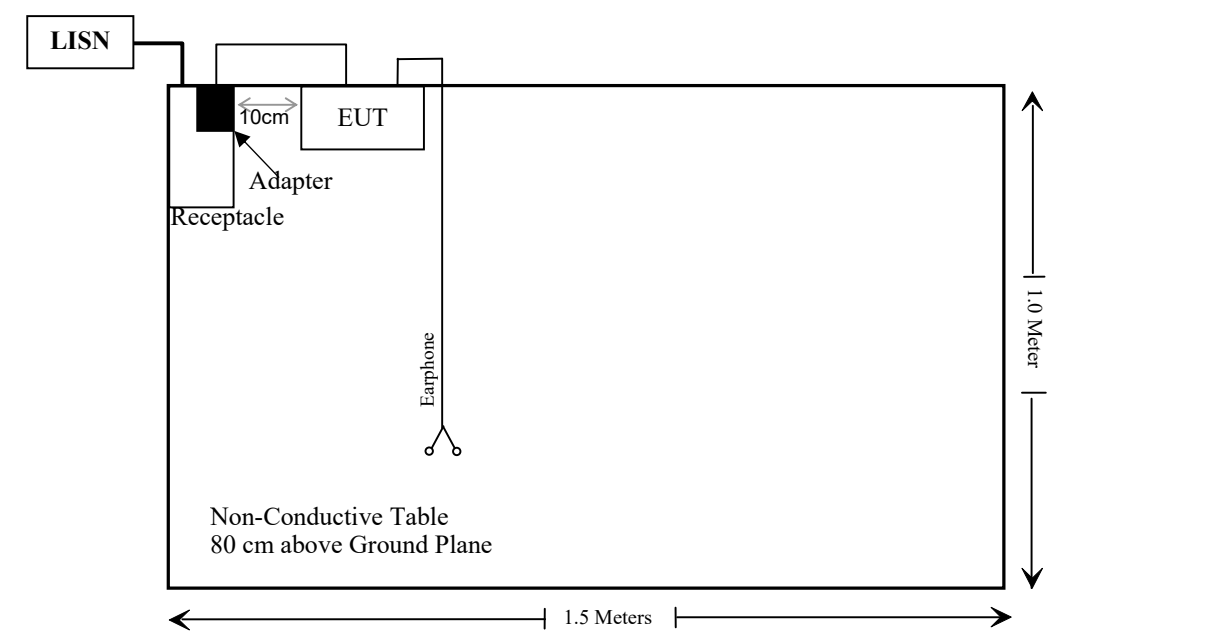 LISN
10cm
EUT
Adapter
Receptacle
1.0 Meter
Earphone
Non-Conductive Table
80 cm above Ground Plane
1.5 Meters